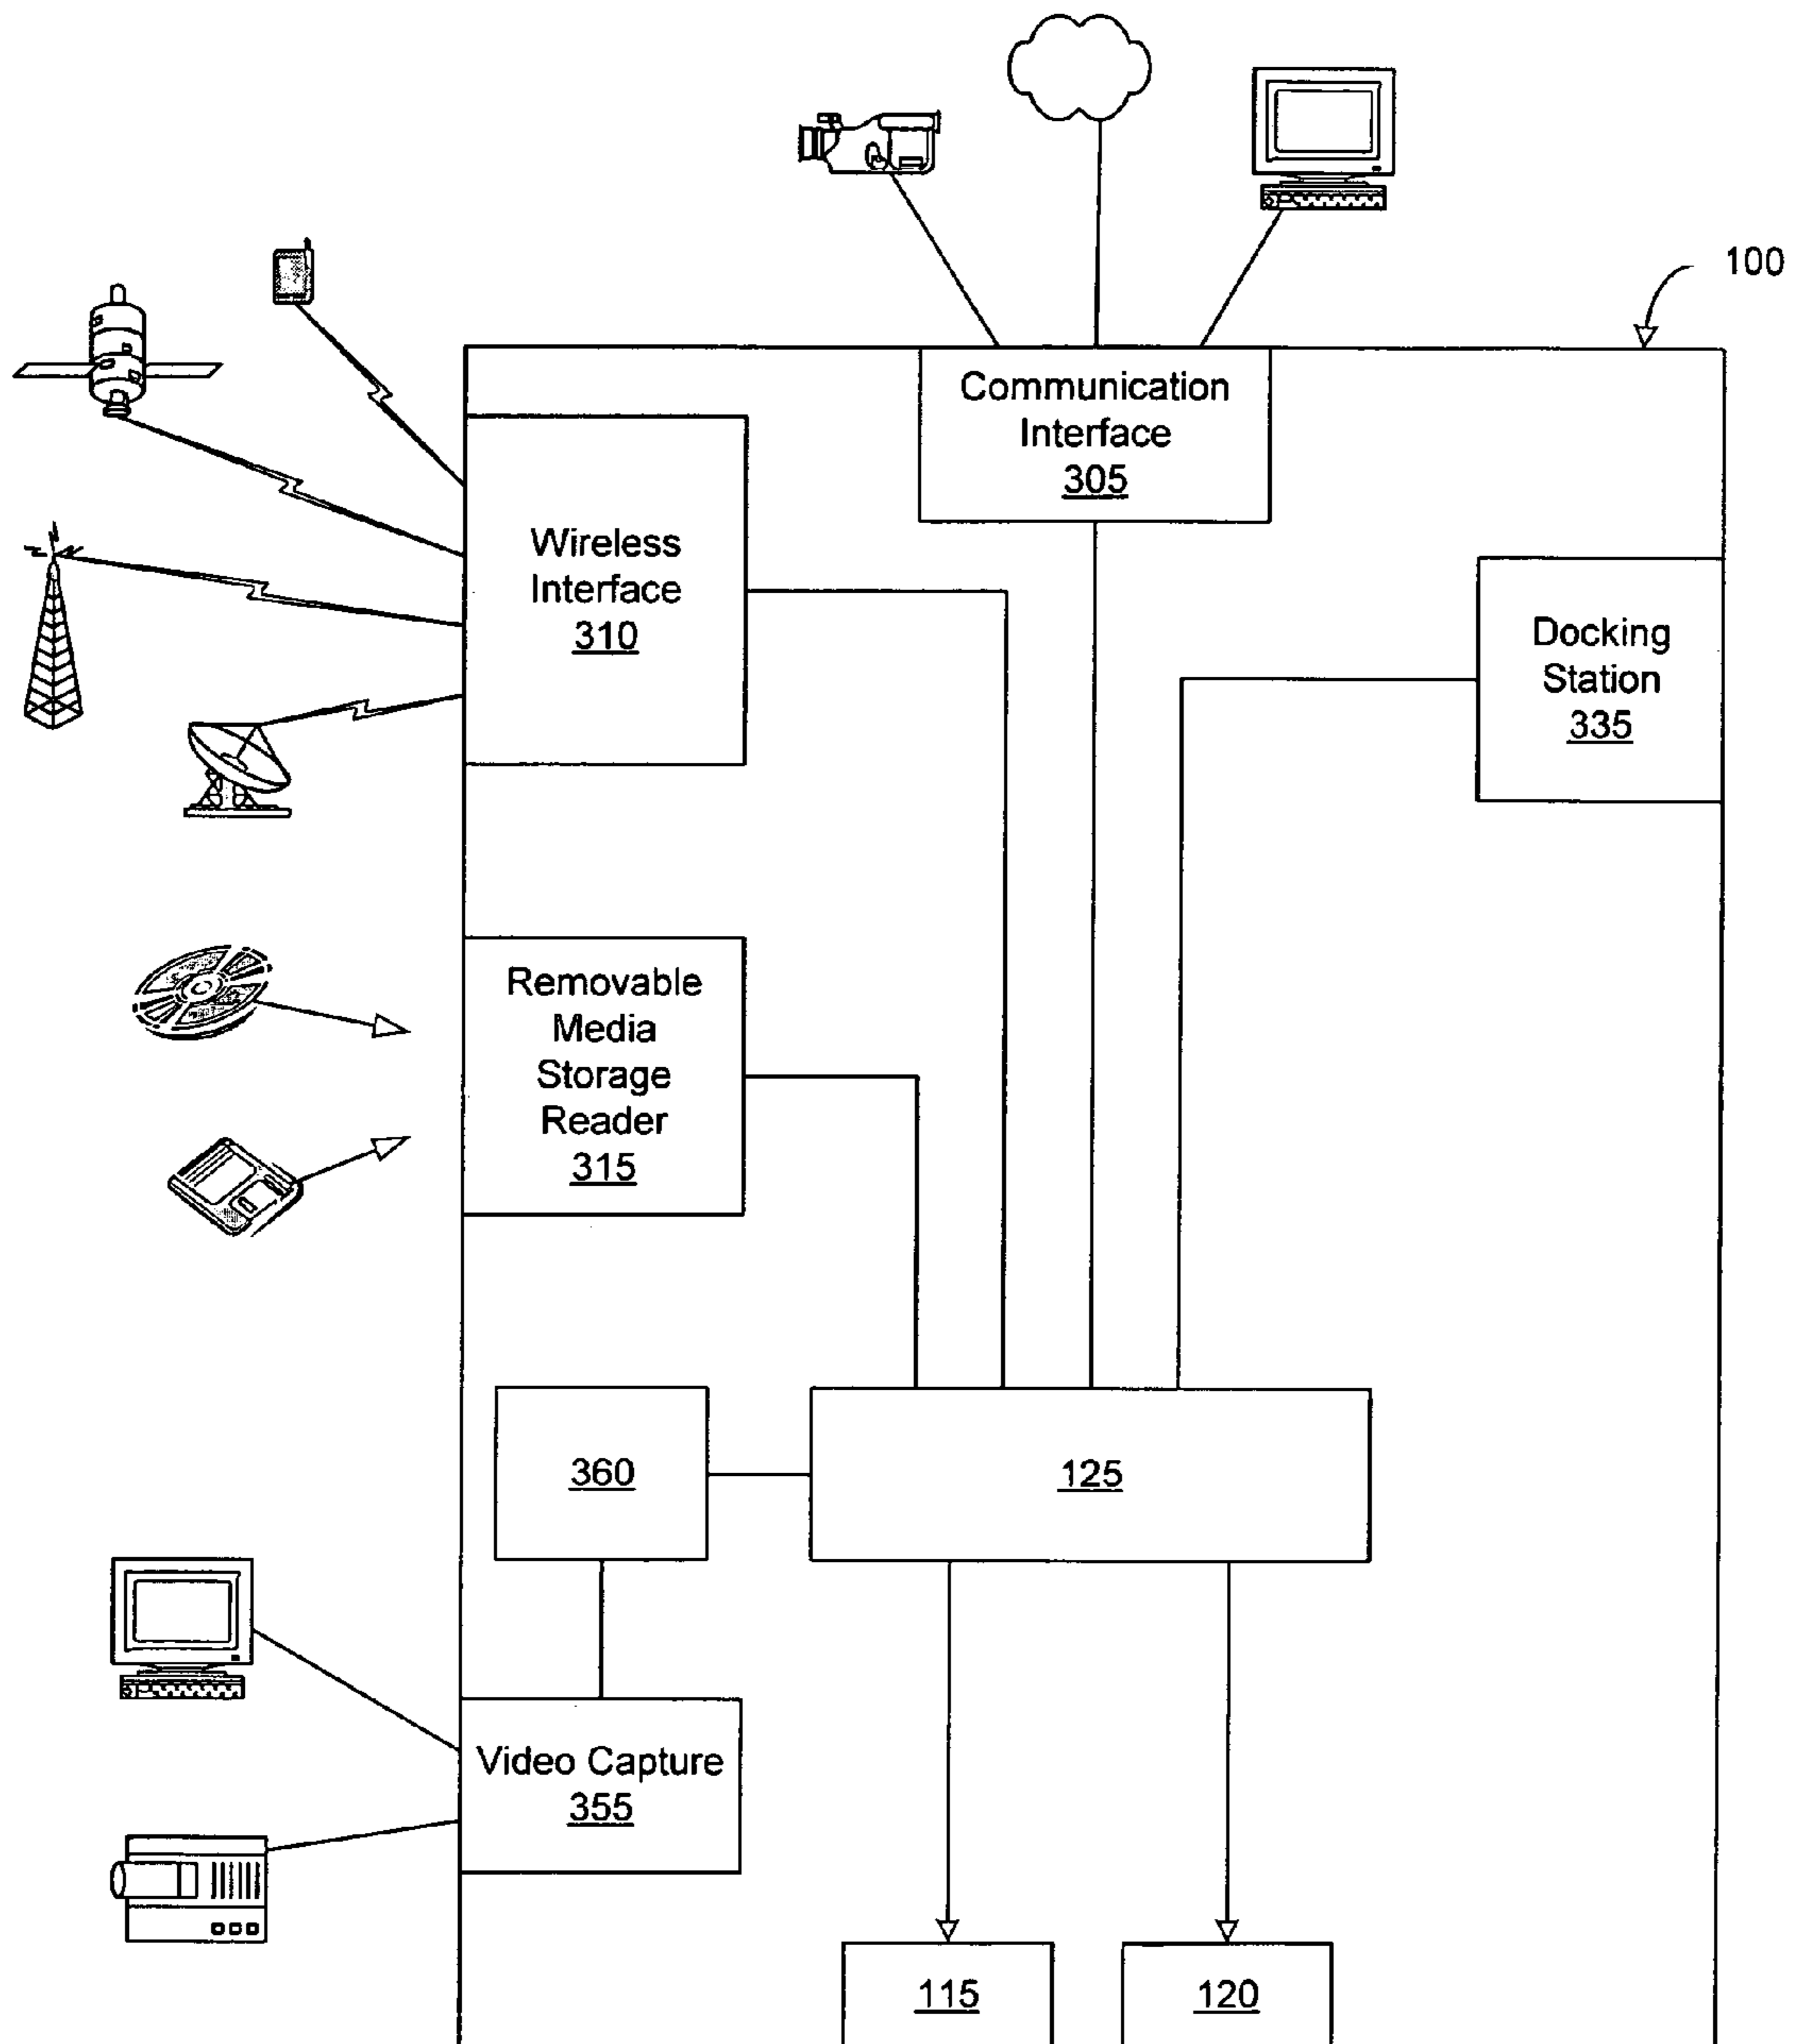 100
Communication
Interface
305
Wireless
Interface
310
Docking
Station
335
Removable
Media
Storage
Reader
315
360
125
Video Capture
355
115
120